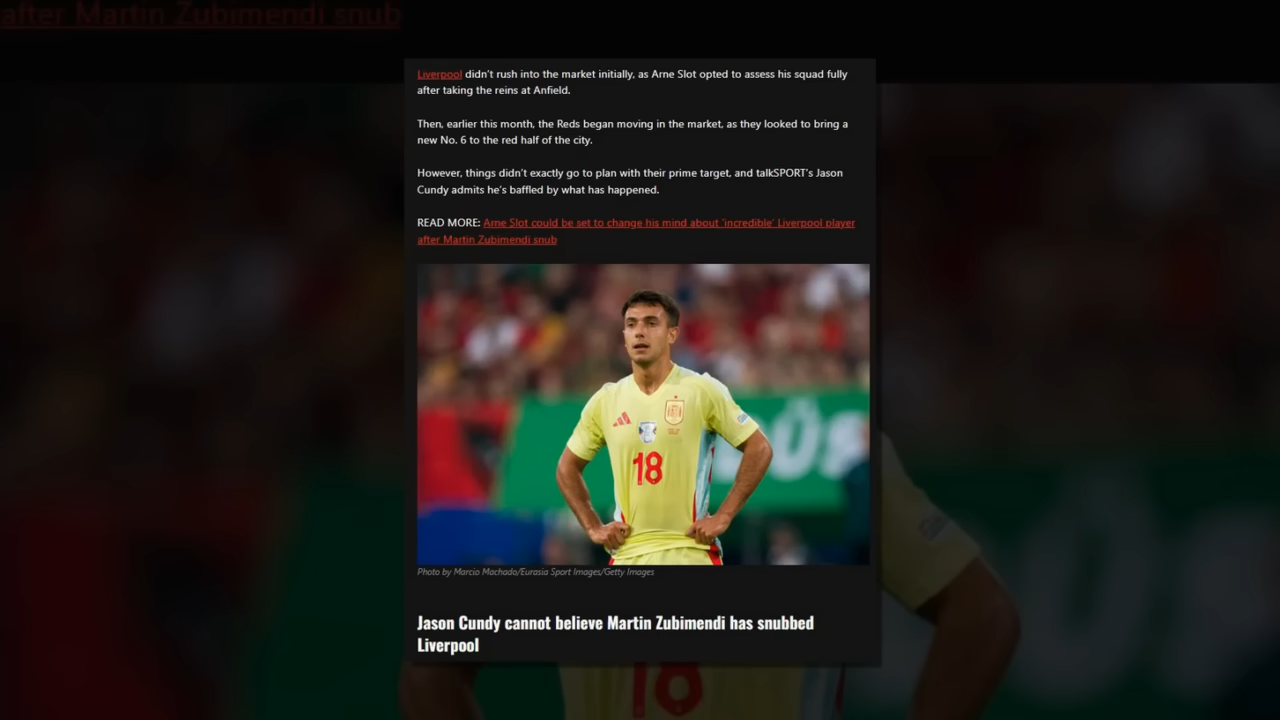 after Martin Zubimendi snub
Liverpool didn't rush into the market initially, as Arne Slot opted to assess his squad fully
after taking the reins at Anfield.
Then, earlier this month, the Reds began moving in the market, as they looked to bring a
new No. 6 to the red half of the city.
However, things didn't exactly go to plan with their prime target, and talkSPORT's Jason
Cundy admits he's baffled by what has happened.
READ MORE: Arne Slot could be set to change his mind about 'incredible' Liverpool player
after Martin Zubimendi snub
18
Photo by Marcio Machado/Eurasia Sport Images/Getty Images
Jason Cundy cannot believe Martin Zubimendi has snubbed
Liverpool
18